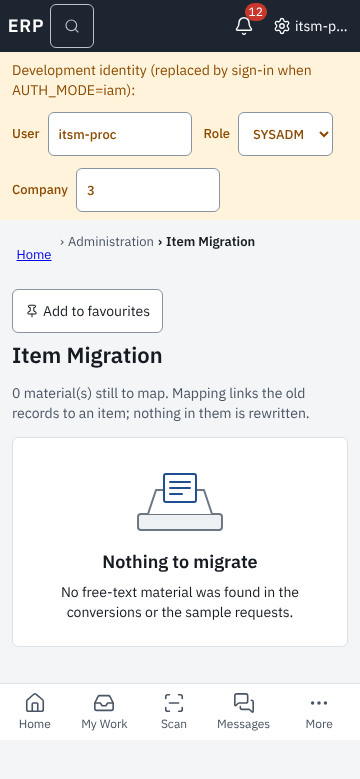 ERP
12
itsm-p...
Development identity (replaced by sign-in when
AUTH_MODE=iam):
User
itsm-proc
Role
SYSADM
Company
3
Home
› Administration › Item Migration
Add to favourites
Item Migration
0 material(s) still to map. Mapping links the old
records to an item; nothing in them is rewritten.
Nothing to migrate
No free-text material was found in the
conversions or the sample requests.
Home
My Work
Scan
Messages
More